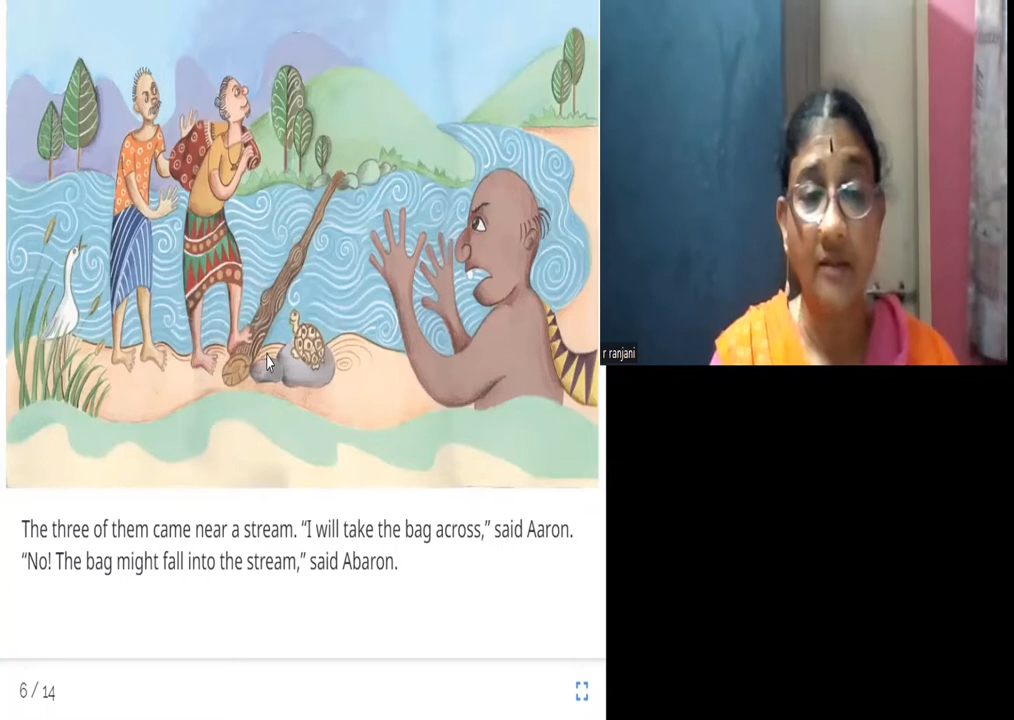 r ranjani
The three of them came near a stream. “I will take the bag across,” said Aaron.
“No! The bag might fall into the stream,” said Abaron.
6 / 14